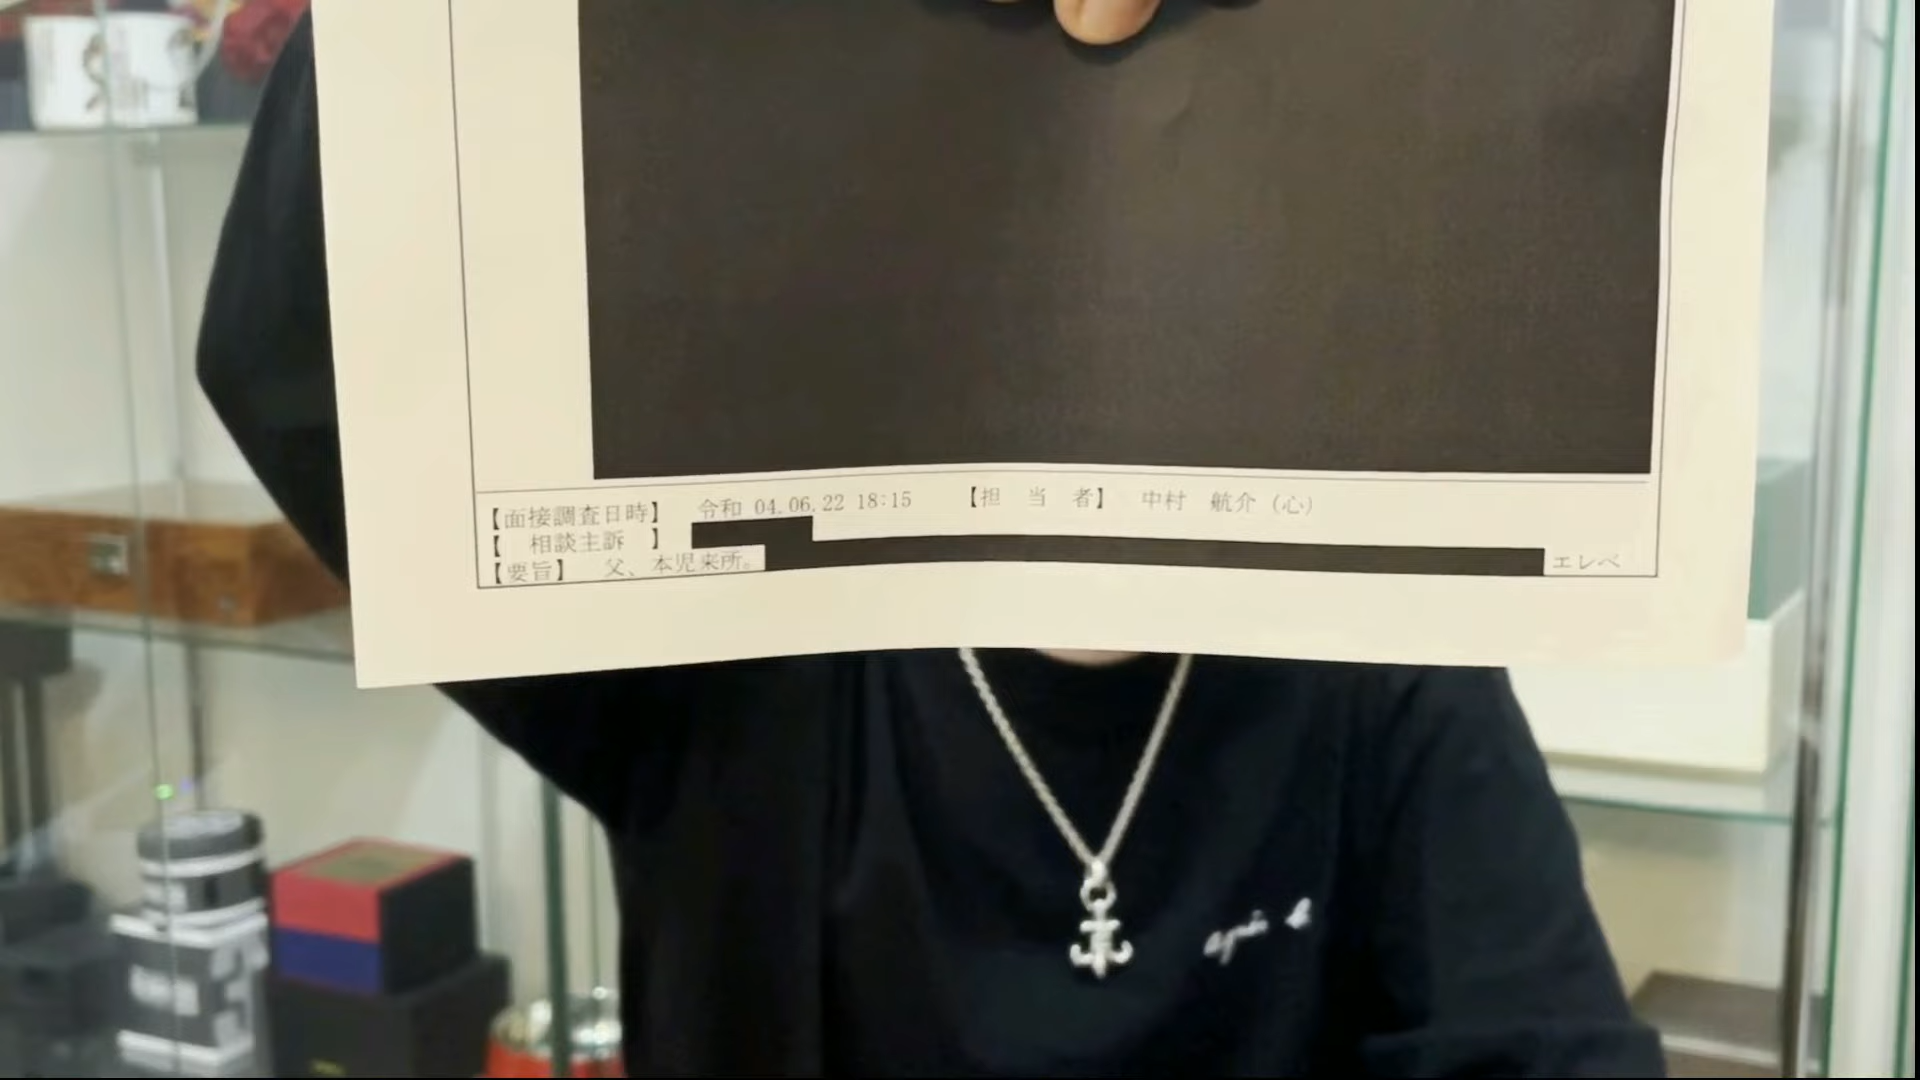 【面接調査日時】 令和 04.06.22 18:15 【担 当 者】 中村 航介（心）
【 相談主訴 】
【要旨】 父、本児来所。 エレベ
agnès b.